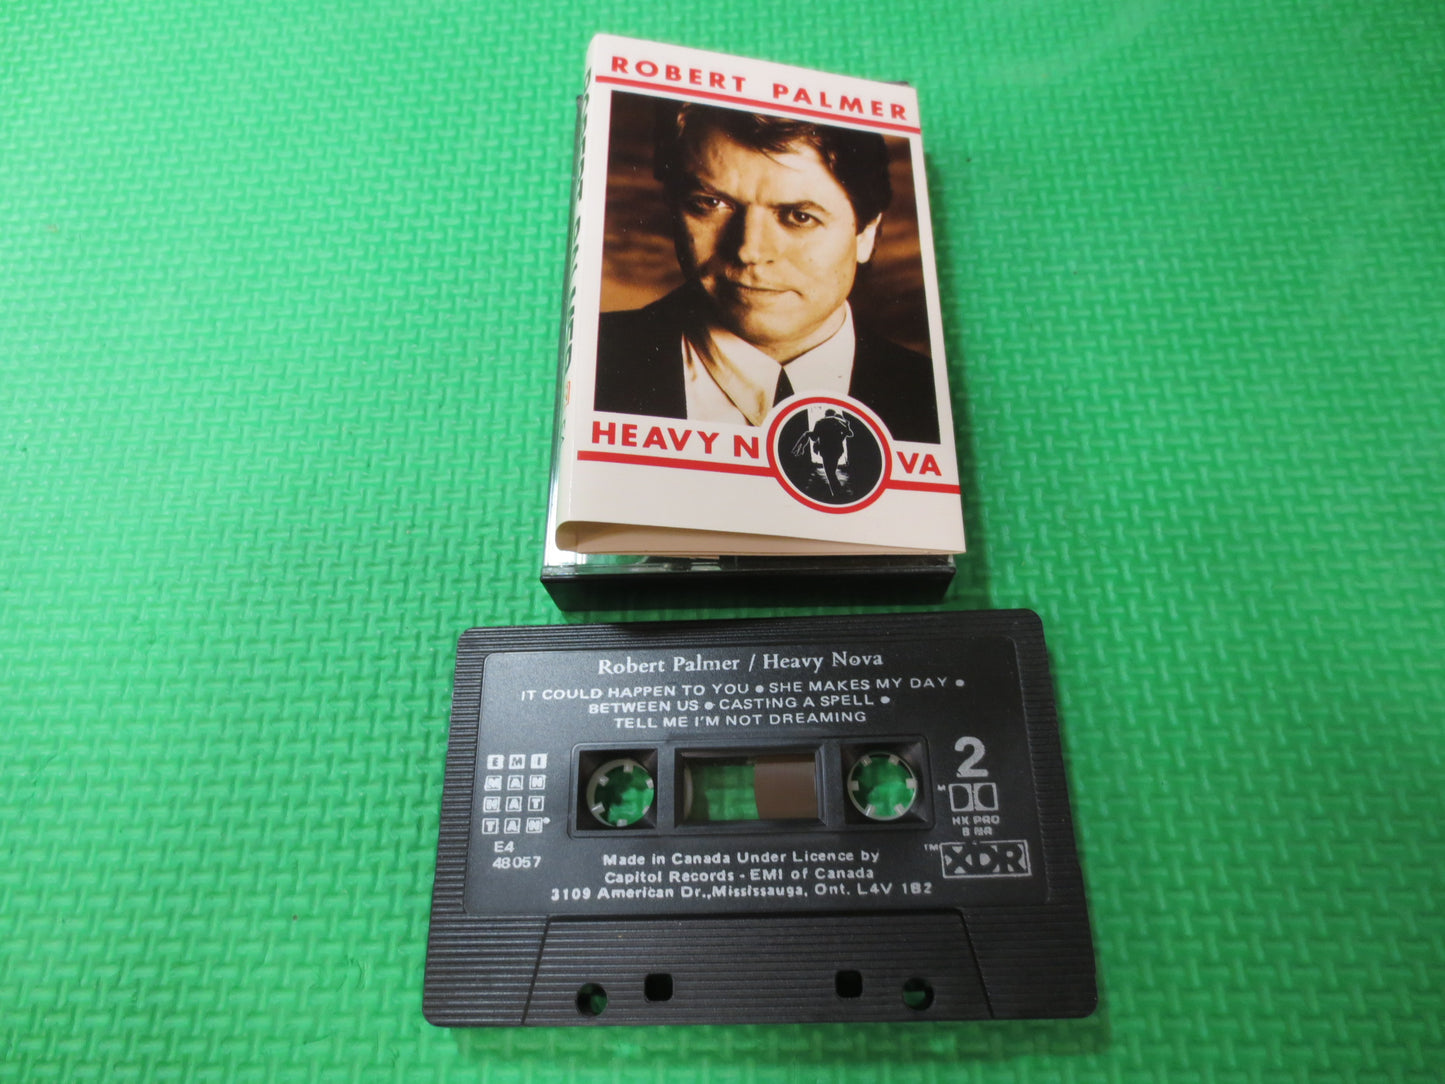 ROBERT PALMER
HEAVY N VA
Robert Palmer / Heavy Nova
IT COULD HAPPEN TO YOU • SHE MAKES MY DAY •
BETWEEN US • CASTING A SPELL •
TELL ME I'M NOT DREAMING
EMI
MAN
HAT
TAN
E4
48057
2
HX PRO
B NR
™ XDR
Made in Canada Under Licence by
Capitol Records - EMI of Canada
3109 American Dr.,Mississauga, Ont. L4V 1B2